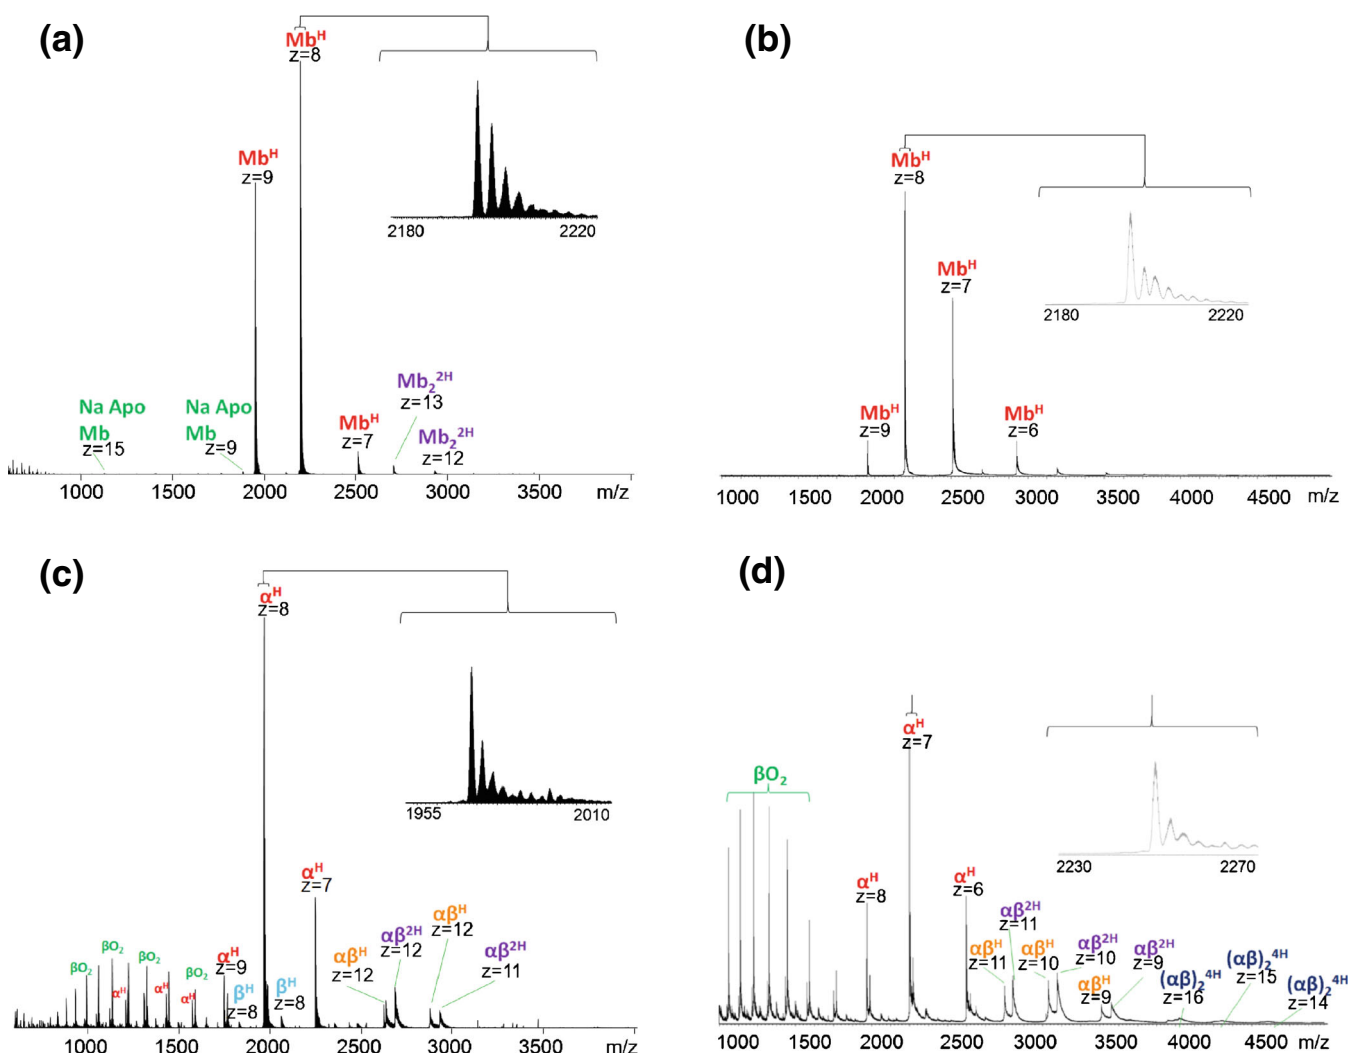 (a)
Mbᴴ
z=8
Mbᴴ
z=9
2180 2220
Na Apo
Mb
z=15
Na Apo
Mb
z=9
Mbᴴ
z=7
Mb₂²ᴴ
z=13
Mb₂²ᴴ
z=12
1000 1500 2000 2500 3000 3500 m/z
(b)
Mbᴴ
z=8
Mbᴴ
z=7
2180 2220
Mbᴴ
z=9
Mbᴴ
z=6
1000 1500 2000 2500 3000 3500 4000 4500 m/z
(c)
αᴴ
z=8
1955 2010
αᴴ
z=7
βO₂
βO₂
βO₂
βO₂
αᴴ
αᴴ
αᴴ
αᴴ
z=9
βᴴ
z=8
βᴴ
z=8
αβᴴ
z=12
αβ²ᴴ
z=12
αβᴴ
z=12
αβ²ᴴ
z=11
1000 1500 2000 2500 3000 3500 m/z
(d)
αᴴ
z=7
βO₂
2230 2270
αᴴ
z=8
αᴴ
z=6
αβᴴ
z=11
αβ²ᴴ
z=11
αβᴴ
z=10
αβ²ᴴ
z=10
αβᴴ
z=9
αβ²ᴴ
z=9
(αβ)₂⁴ᴴ
z=16
(αβ)₂⁴ᴴ
z=15
(αβ)₂⁴ᴴ
z=14
1000 1500 2000 2500 3000 3500 4000 4500 m/z